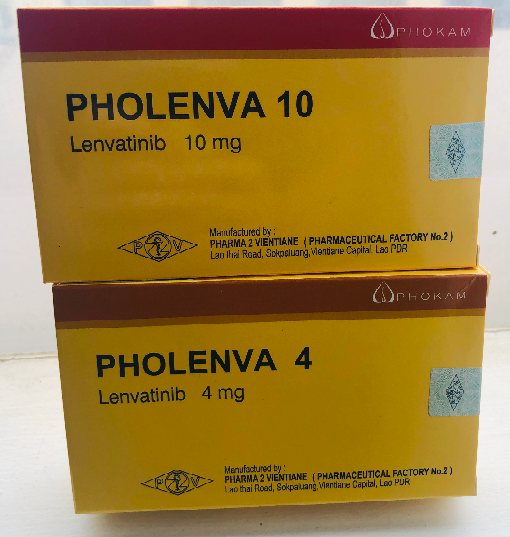 PHOKAM
PHOLENVA 10
Lenvatinib 10 mg
Manufactured by :
PHARMA 2 VIENTIANE ( PHARMACEUTICAL FACTORY No.2 )
Lao thai Road, Sokpaluang,Vientiane Capital, Lao PDR
P V
PHOKAM
PHOLENVA 4
Lenvatinib 4 mg
Manufactured by :
PHARMA 2 VIENTIANE ( PHARMACEUTICAL FACTORY No.2 )
Lao thai Road, Sokpaluang,Vientiane Capital, Lao PDR
P V